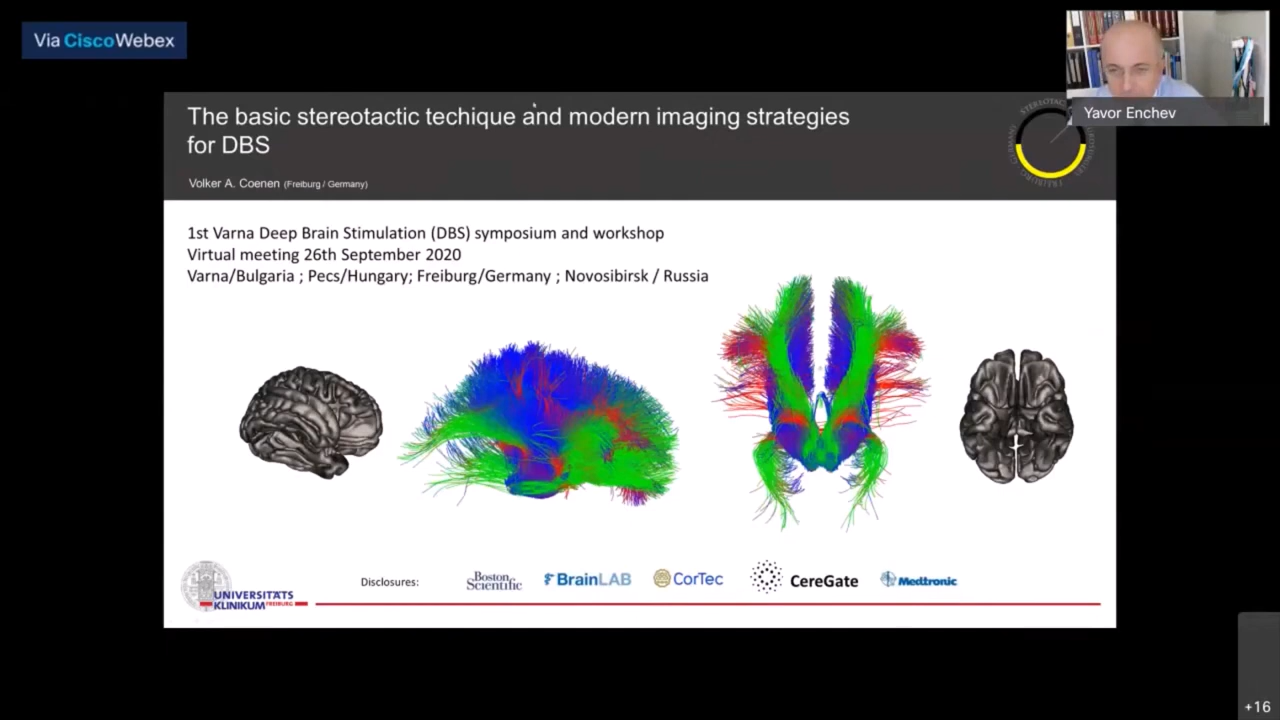 Via CiscoWebex
Yavor Enchev
The basic stereotactic techique and modern imaging strategies
for DBS
Volker A. Coenen (Freiburg / Germany)
1st Varna Deep Brain Stimulation (DBS) symposium and workshop
Virtual meeting 26th September 2020
Varna/Bulgaria ; Pecs/Hungary; Freiburg/Germany ; Novosibirsk / Russia
UNIVERSITÄTS
KLINIKUM FREIBURG
Disclosures:
Boston
Scientific
BrainLAB
CorTec
CereGate
Medtronic
+16